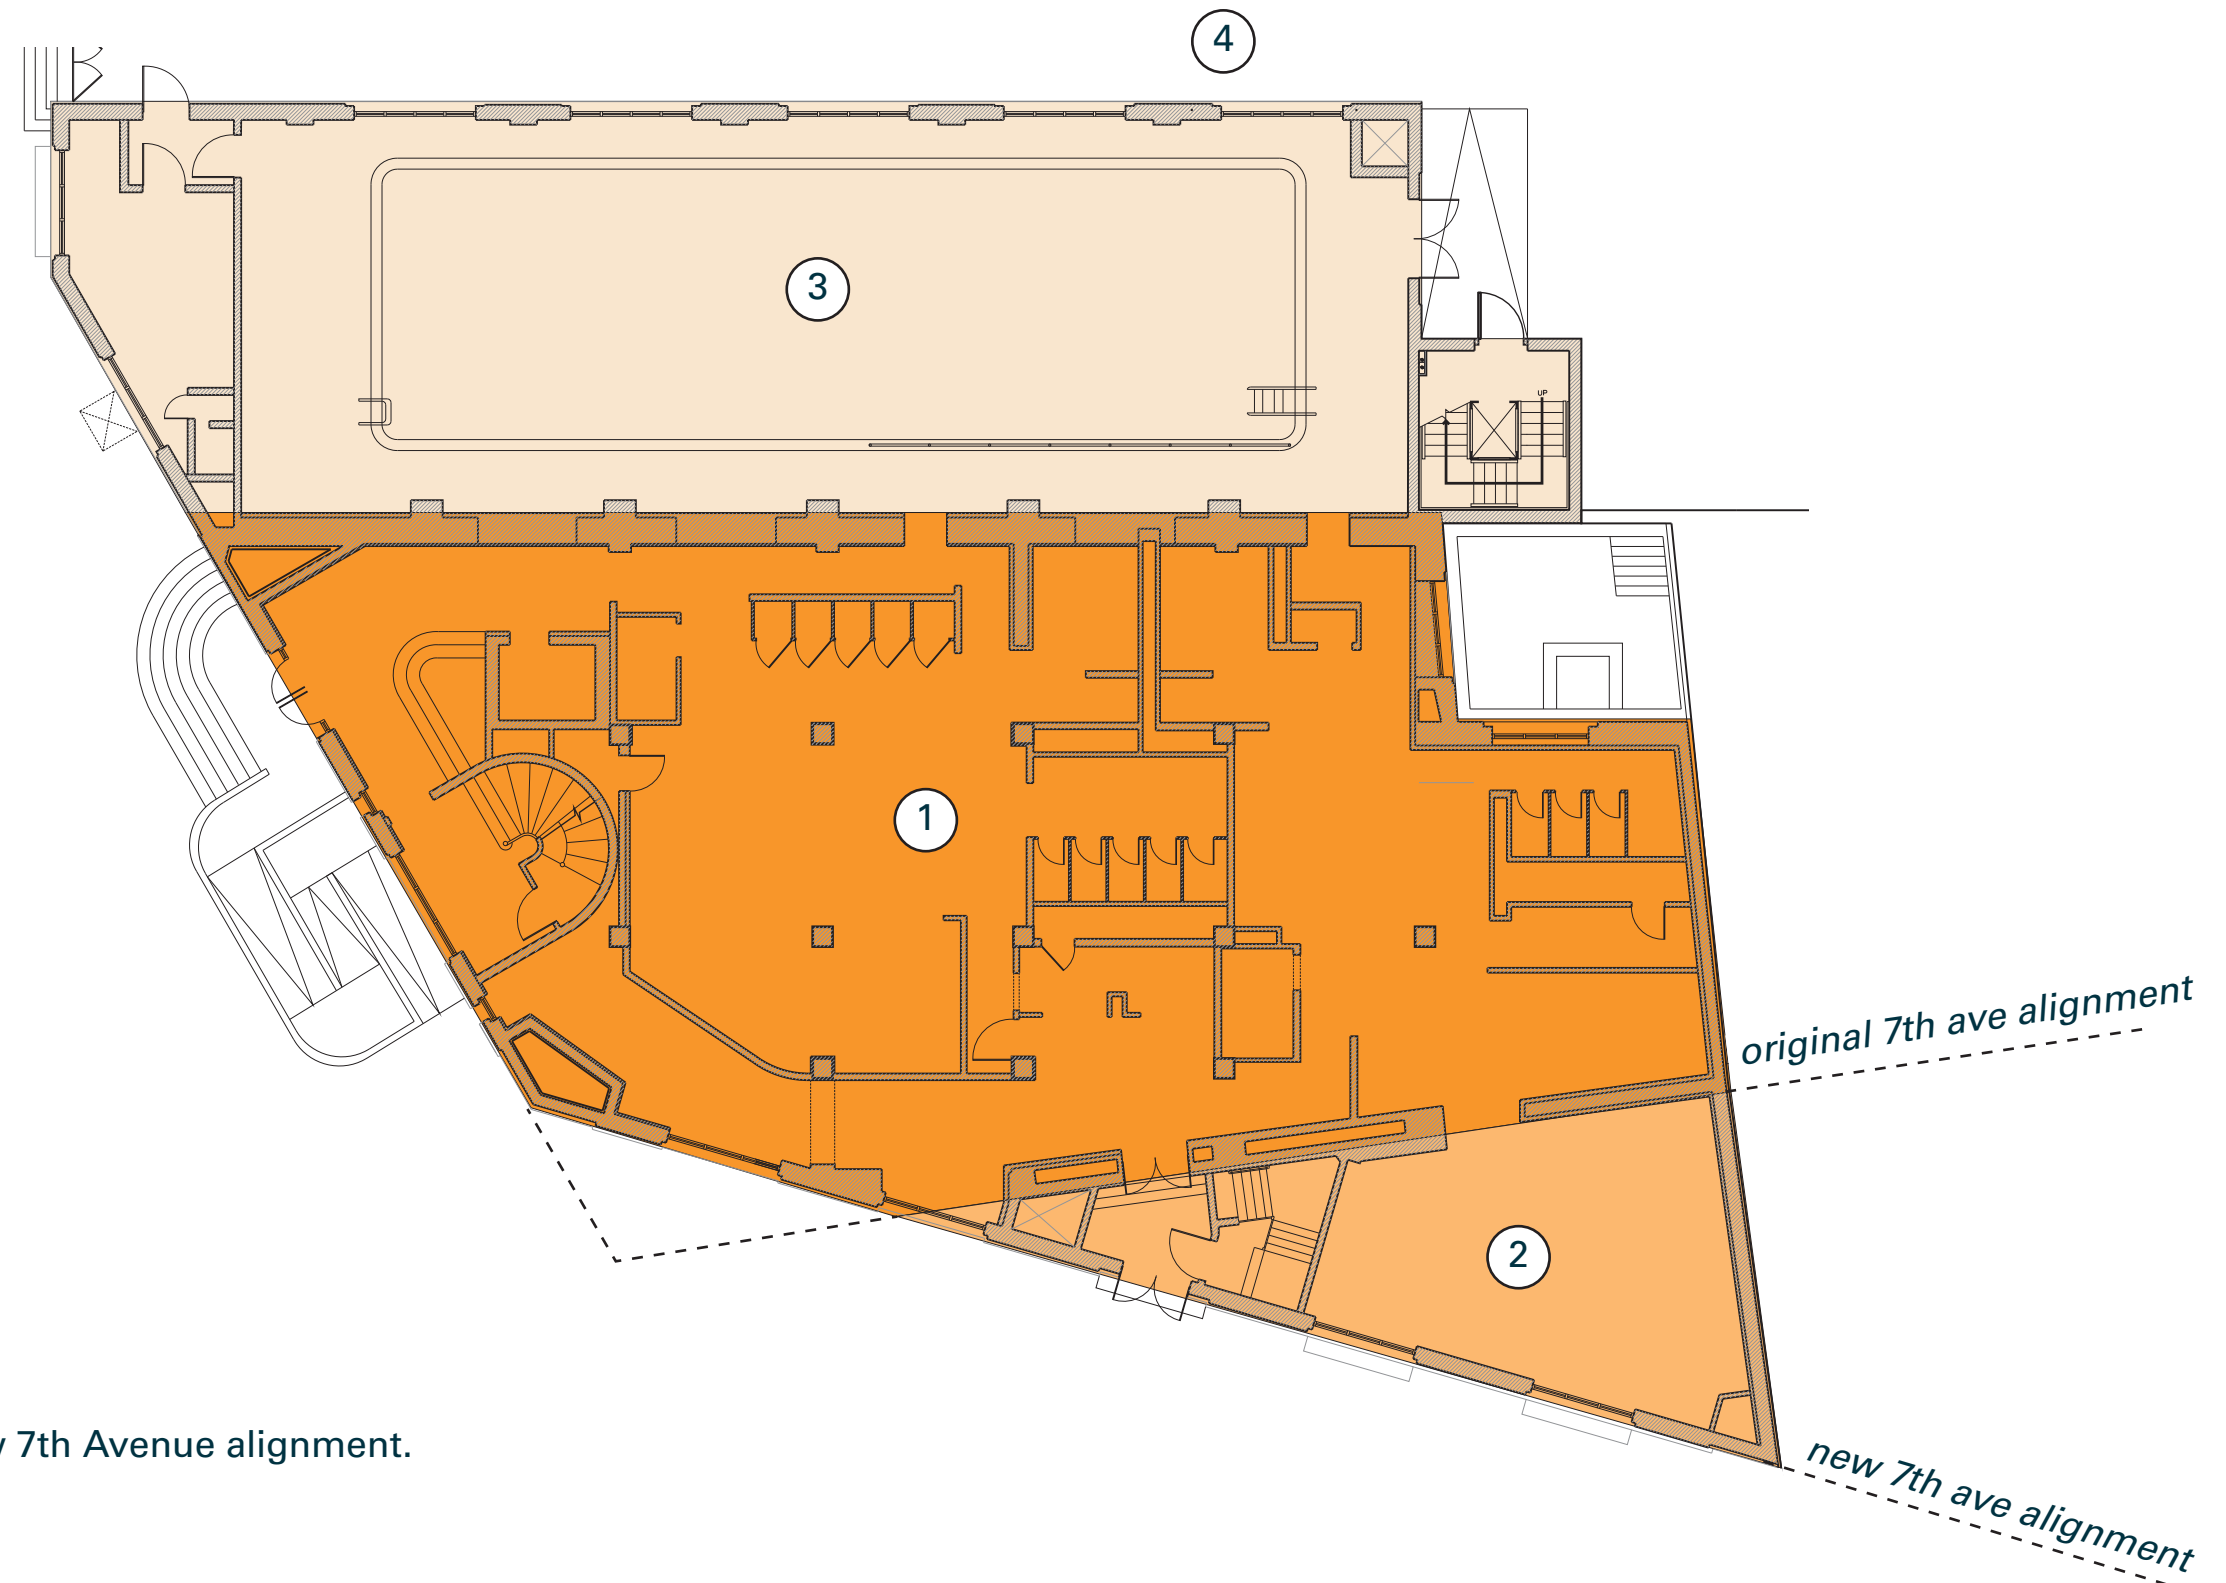 4
3
UP
1
original 7th ave alignment
2
7th Avenue alignment.
new 7th ave alignment